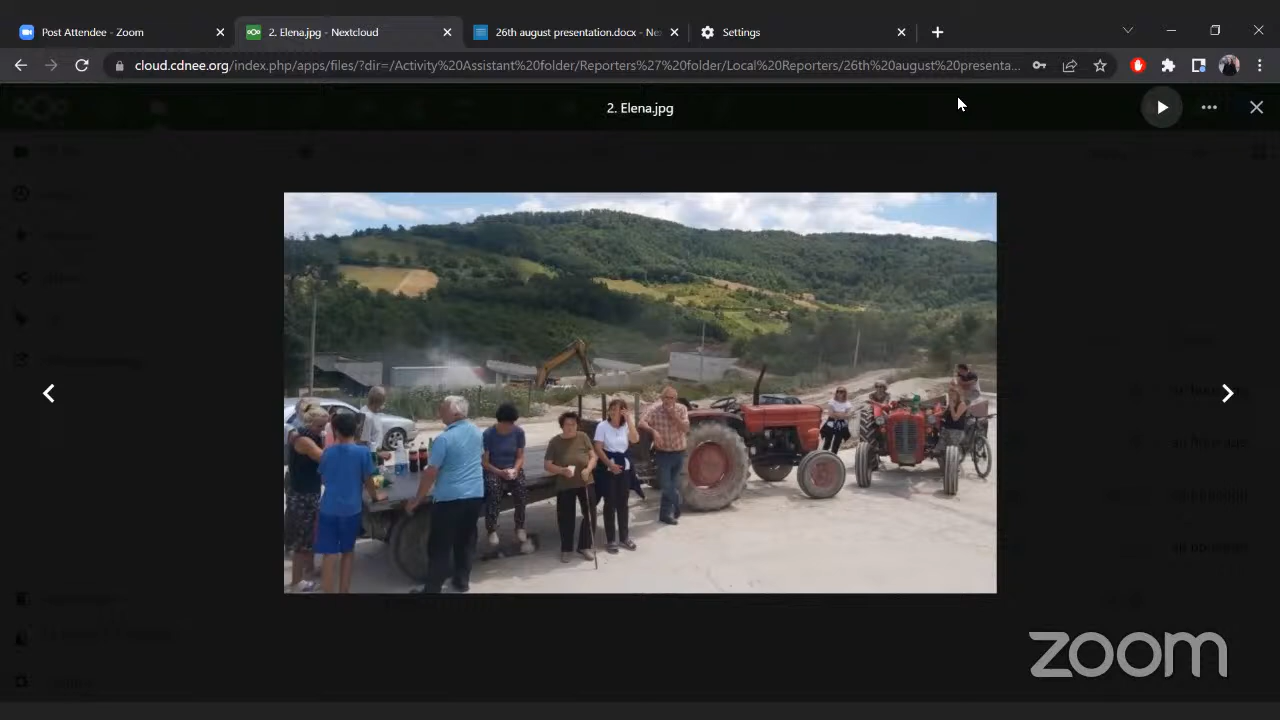 Post Attendee - Zoom
2. Elena.jpg - Nextcloud
26th august presentation.docx - Ne
Settings
cloud.cdnee.org/index.php/apps/files/?dir=/Activity%20Assistant%20folder/Reporters%27%20folder/Local%20Reporters/26th%20august%20presenta...
2. Elena.jpg
zoom